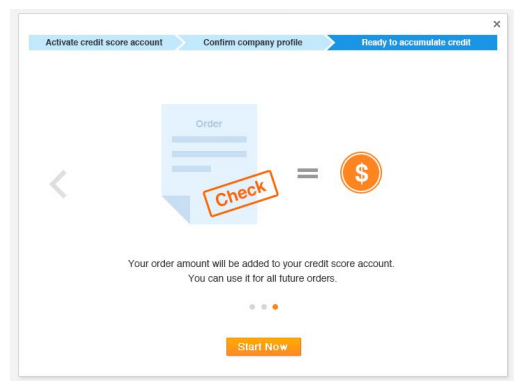 ×
Activate credit score account
Confirm company profile
Ready to accumulate credit
Order
Check
=
$
Your order amount will be added to your credit score account.
You can use it for all future orders.
Start Now